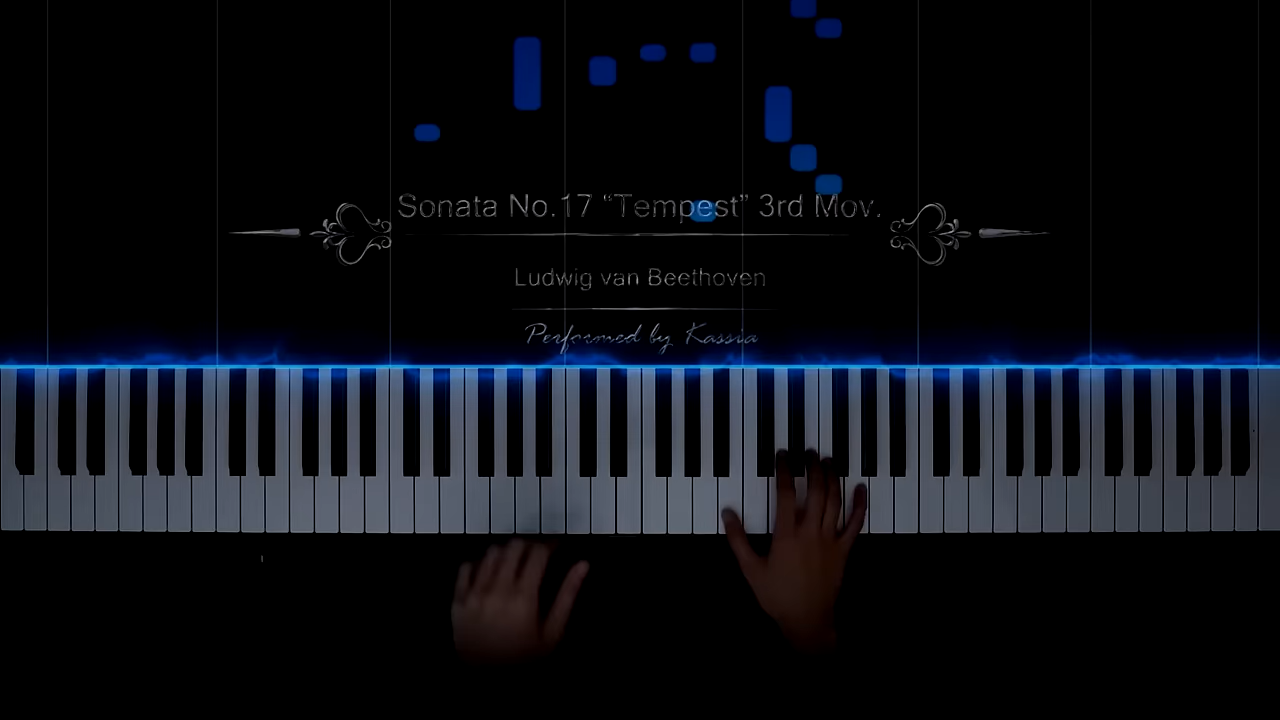 Sonata No.17 “Tempest” 3rd Mov.
Ludwig van Beethoven
Performed by Kassia